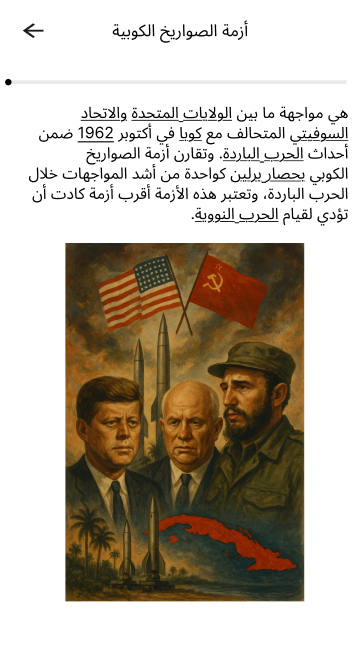 أزمة الصواريخ الكوبية
هي مواجهة ما بين الولايات المتحدة والاتحاد
السوفيتي المتحالف مع كوبا في أكتوبر 1962 ضمن
أحداث الحرب الباردة. وتقارن أزمة الصواريخ
الكوبي بحصار برلين كواحدة من أشد المواجهات خلال
الحرب الباردة، وتعتبر هذه الأزمة أقرب أزمة كادت أن
تؤدي لقيام الحرب النووية.